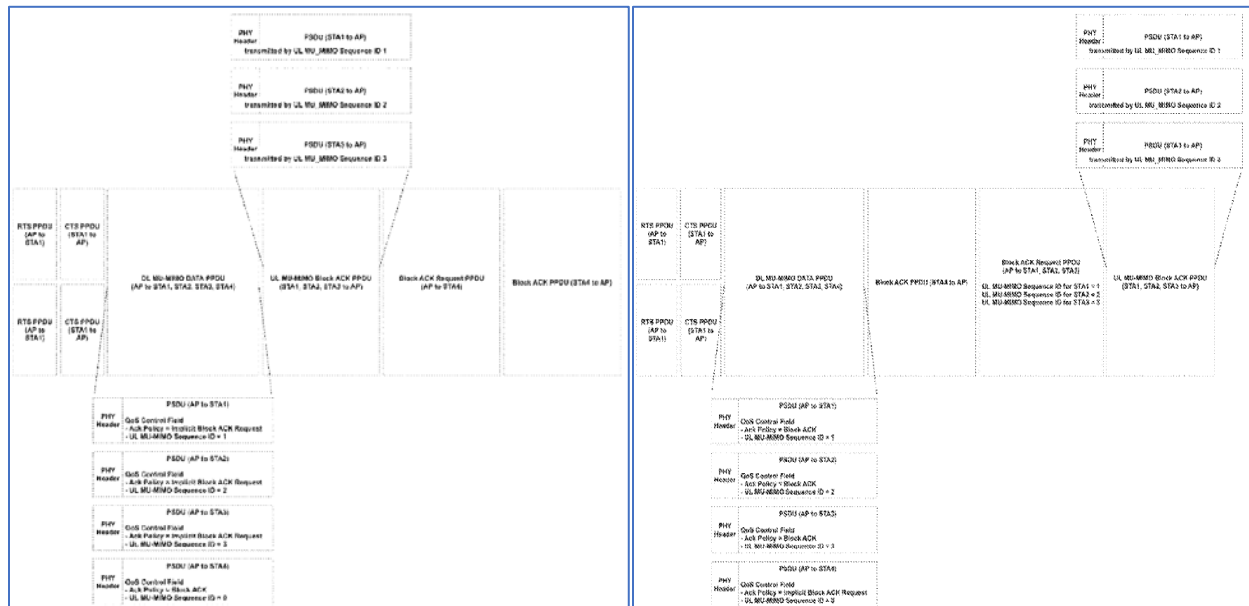 PHY
Header
PSDU (STA1 to AP)
transmitted by UL MU_MIMO Sequence ID 1
PHY
Header
PSDU (STA2 to AP)
transmitted by UL MU_MIMO Sequence ID 2
PHY
Header
PSDU (STA3 to AP)
transmitted by UL MU_MIMO Sequence ID 3
RTS PPDU
(AP to
STA1)
CTS PPDU
(STA1 to
AP)
RTS PPDU
(AP to
STA1)
CTS PPDU
(STA1 to
AP)
DL MU-MIMO DATA PPDU
(AP to STA1, STA2, STA3, STA4)
UL MU-MIMO Block ACK PPDU
(STA1, STA2, STA3 to AP)
Block ACK Request PPDU
(AP to STA4)
Block ACK PPDU (STA4 to AP)
PHY
Header
PSDU (AP to STA1)
QoS Control Field
- Ack Policy = Implicit Block ACK Request
- UL MU-MIMO Sequence ID = 1
PHY
Header
PSDU (AP to STA2)
QoS Control Field
- Ack Policy = Implicit Block ACK Request
- UL MU-MIMO Sequence ID = 2
PHY
Header
PSDU (AP to STA3)
QoS Control Field
- Ack Policy = Implicit Block ACK Request
- UL MU-MIMO Sequence ID = 3
PHY
Header
PSDU (AP to STA4)
QoS Control Field
- Ack Policy = Block ACK
- UL MU-MIMO Sequence ID = 0
PHY
Header
PSDU (STA1 to AP)
transmitted by UL MU_MIMO Sequence ID 1
PHY
Header
PSDU (STA2 to AP)
transmitted by UL MU_MIMO Sequence ID 2
PHY
Header
PSDU (STA1 to AP)
transmitted by UL MU_MIMO Sequence ID 3
RTS PPDU
(AP to
STA1)
CTS PPDU
(STA1 to
AP)
RTS PPDU
(AP to
STA1)
CTS PPDU
(STA1 to
AP)
DL MU-MIMO DATA PPDU
(AP to STA1, STA2, STA3, STA4)
Block ACK PPDU (STA4 to AP)
Block ACK Request PPDU
(AP to STA1, STA2, STA3)
UL MU-MIMO Sequence ID for STA1 = 1
UL MU-MIMO Sequence ID for STA2 = 2
UL MU-MIMO Sequence ID for STA3 = 3
UL MU-MIMO Block ACK PPDU
(STA1, STA2, STA3 to AP)
PHY
Header
PSDU (AP to STA1)
QoS Control Field
- Ack Policy = Block ACK
- UL MU-MIMO Sequence ID =
PHY
Header
PSDU (AP to STA2)
QoS Control Field
- Ack Policy = Block ACK
- UL MU-MIMO Sequence ID =
PHY
Header
PSDU (AP to STA3)
QoS Control Field
- Ack Policy = Block ACK
- UL MU-MIMO Sequence ID =
PHY
Header
PSDU (AP to STA4)
QoS Control Field
- Ack Policy = Implicit Block ACK Request
- UL MU-MIMO Sequence ID =